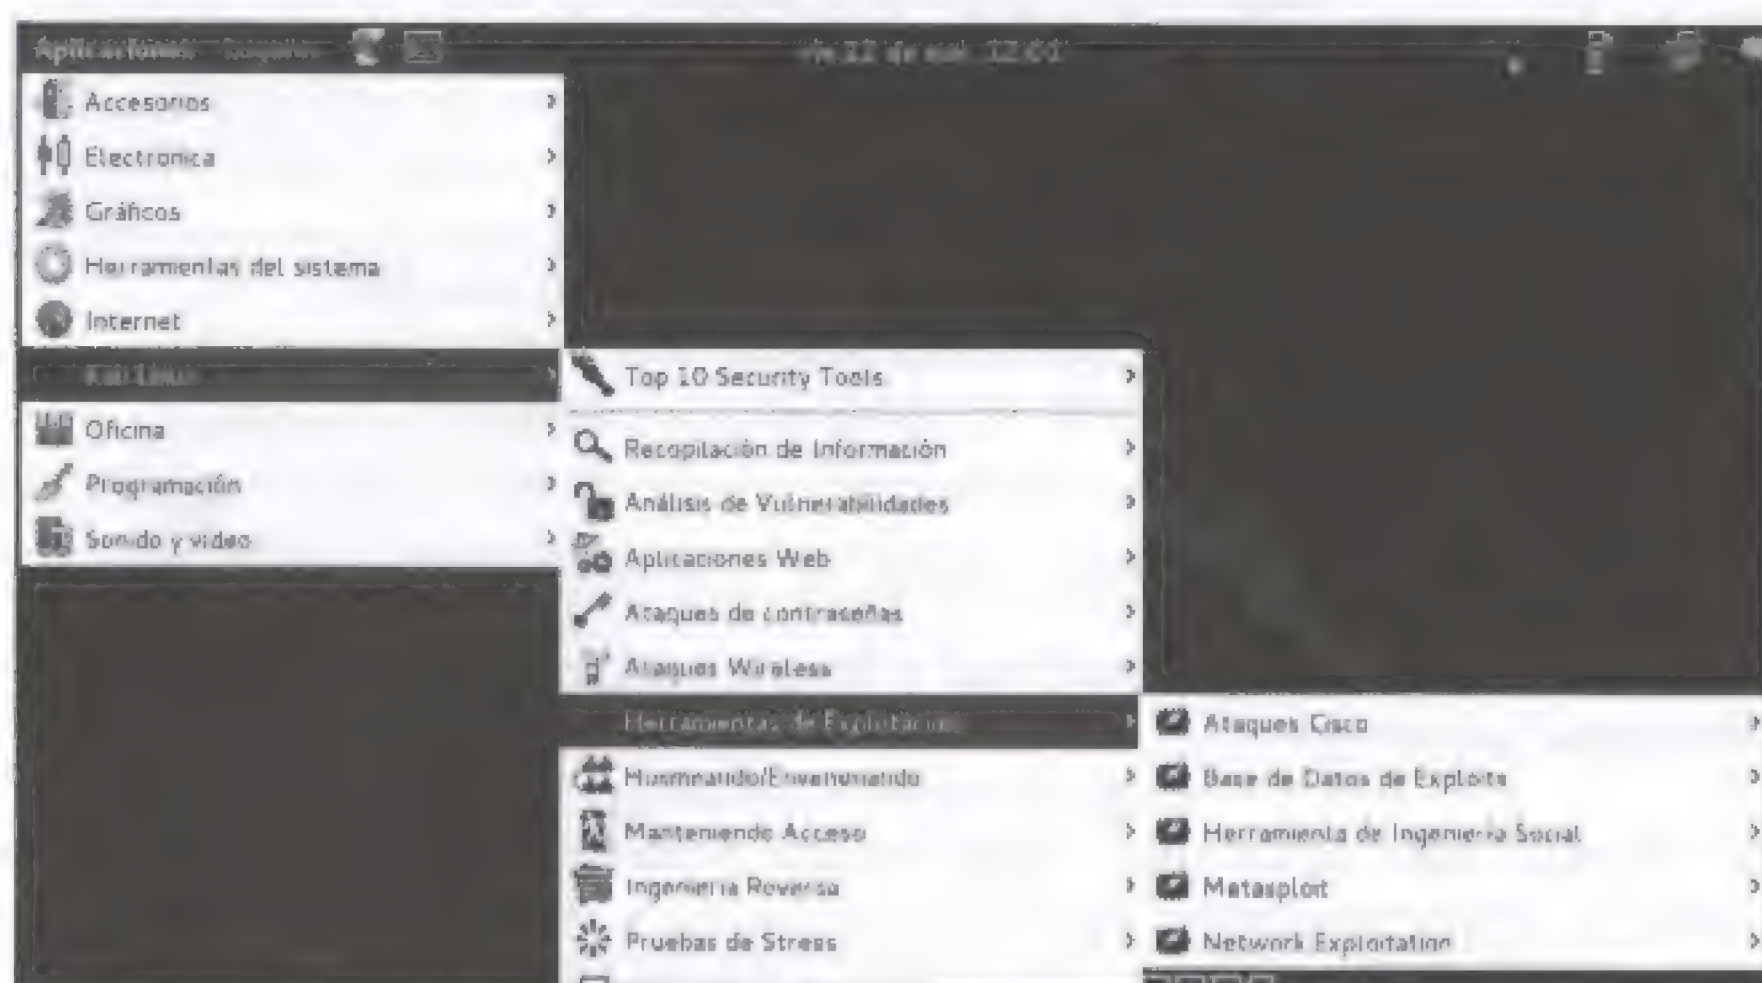 Aplicaciones
Accesorios
Electronica
Gráficos
Herramientas del sistema
Internet
Kali Linux
Oficina
Programación
Sonido y video
Top 10 Security Tools
Recopilación de Información
Análisis de Vulnerabilidades
Aplicaciones Web
Ataques de contraseñas
Ataques Wireless
Herramientas de Explotación
Husmeando/Envenenando
Manteniendo Acceso
Ingeniería Reversa
Pruebas de Stress
Ataques Cisco
Base de Datos de Exploits
Herramienta de Ingeniería Social
Metasploit
Network Exploitation